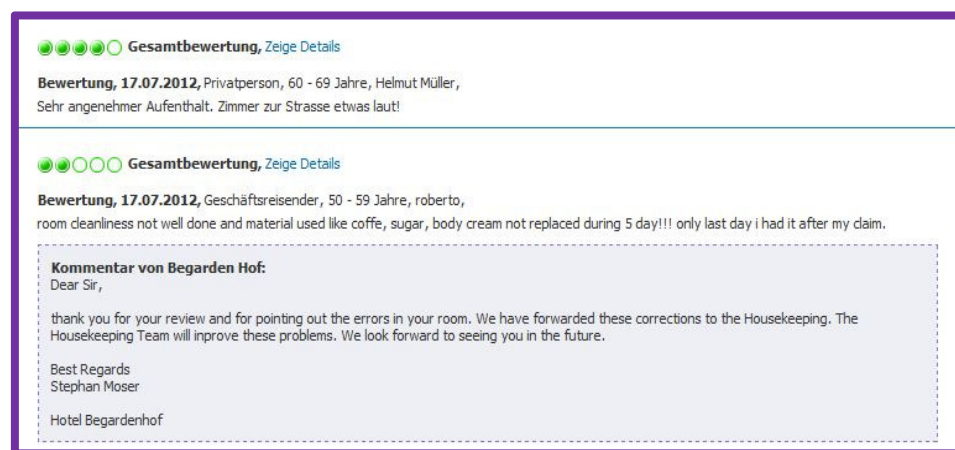 Gesamtbewertung, Zeige Details
Bewertung, 17.07.2012, Privatperson, 60 - 69 Jahre, Helmut Müller,
Sehr angenehmer Aufenthalt. Zimmer zur Strasse etwas laut!
Gesamtbewertung, Zeige Details
Bewertung, 17.07.2012, Geschäftsreisender, 50 - 59 Jahre, roberto,
room cleanliness not well done and material used like coffe, sugar, body cream not replaced during 5 day!!! only last day i had it after my claim.
Kommentar von Begarden Hof:
Dear Sir,
thank you for your review and for pointing out the errors in your room. We have forwarded these corrections to the Housekeeping. The
Housekeeping Team will inprove these problems. We look forward to seeing you in the future.
Best Regards
Stephan Moser
Hotel Begardenhof